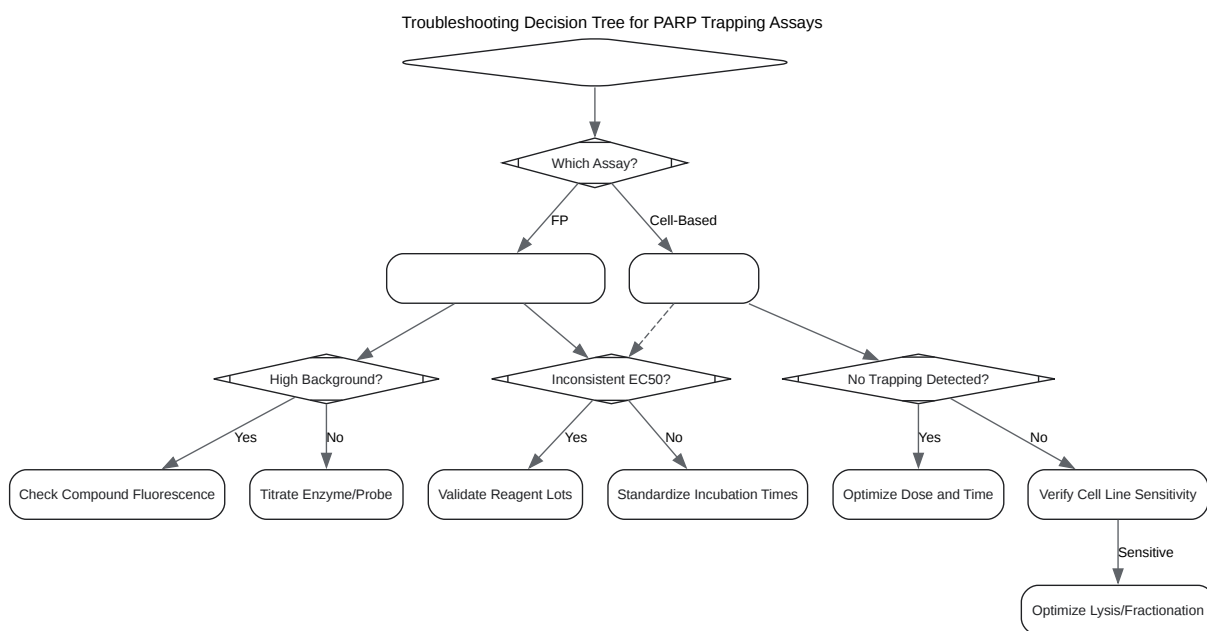 Troubleshooting Decision Tree for PARP Trapping Assays
Which Assay?
FP
Cell-Based
High Background?
Inconsistent EC50?
No Trapping Detected?
Yes
No
Yes
No
Yes
No
Check Compound Fluorescence
Titrate Enzyme/Probe
Validate Reagent Lots
Standardize Incubation Times
Optimize Dose and Time
Verify Cell Line Sensitivity
Sensitive
Optimize Lysis/Fractionation